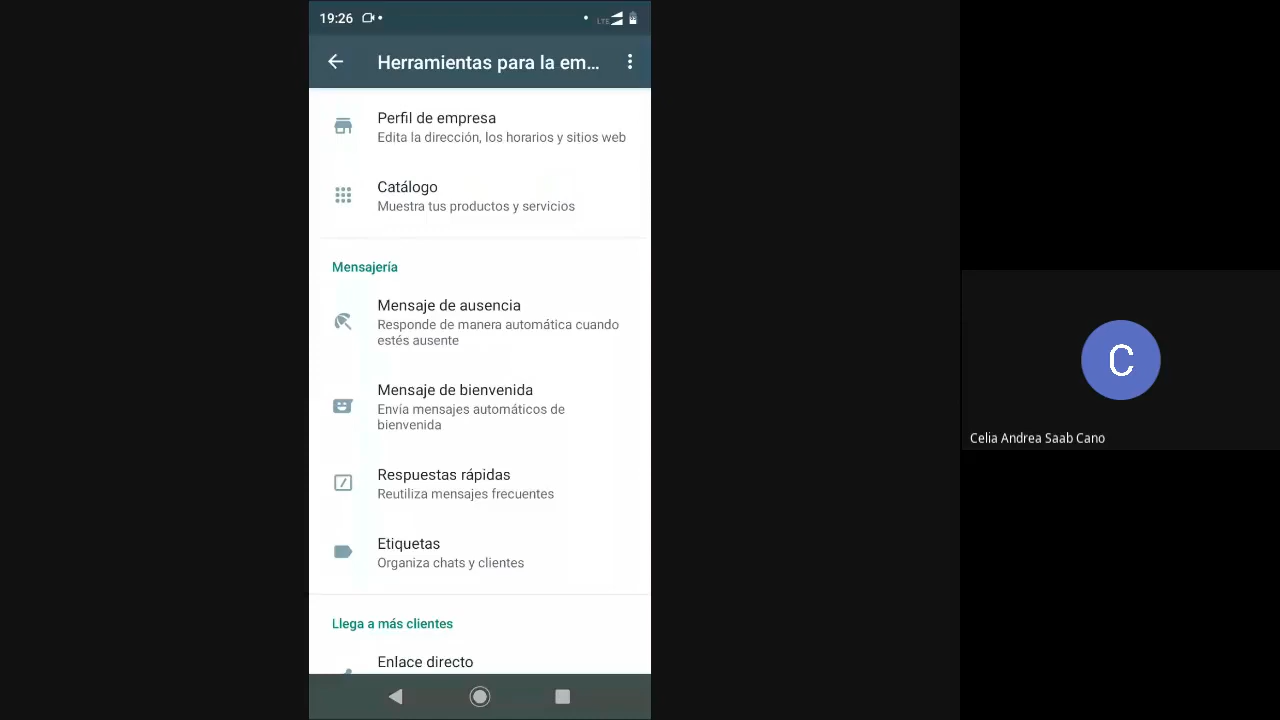 19:26
LTE
Herramientas para la em...
Perfil de empresa
Edita la dirección, los horarios y sitios web
Catálogo
Muestra tus productos y servicios
Mensajería
Mensaje de ausencia
Responde de manera automática cuando
estés ausente
Mensaje de bienvenida
Envía mensajes automáticos de
bienvenida
Respuestas rápidas
Reutiliza mensajes frecuentes
Etiquetas
Organiza chats y clientes
Llega a más clientes
Enlace directo
C
Celia Andrea Saab Cano